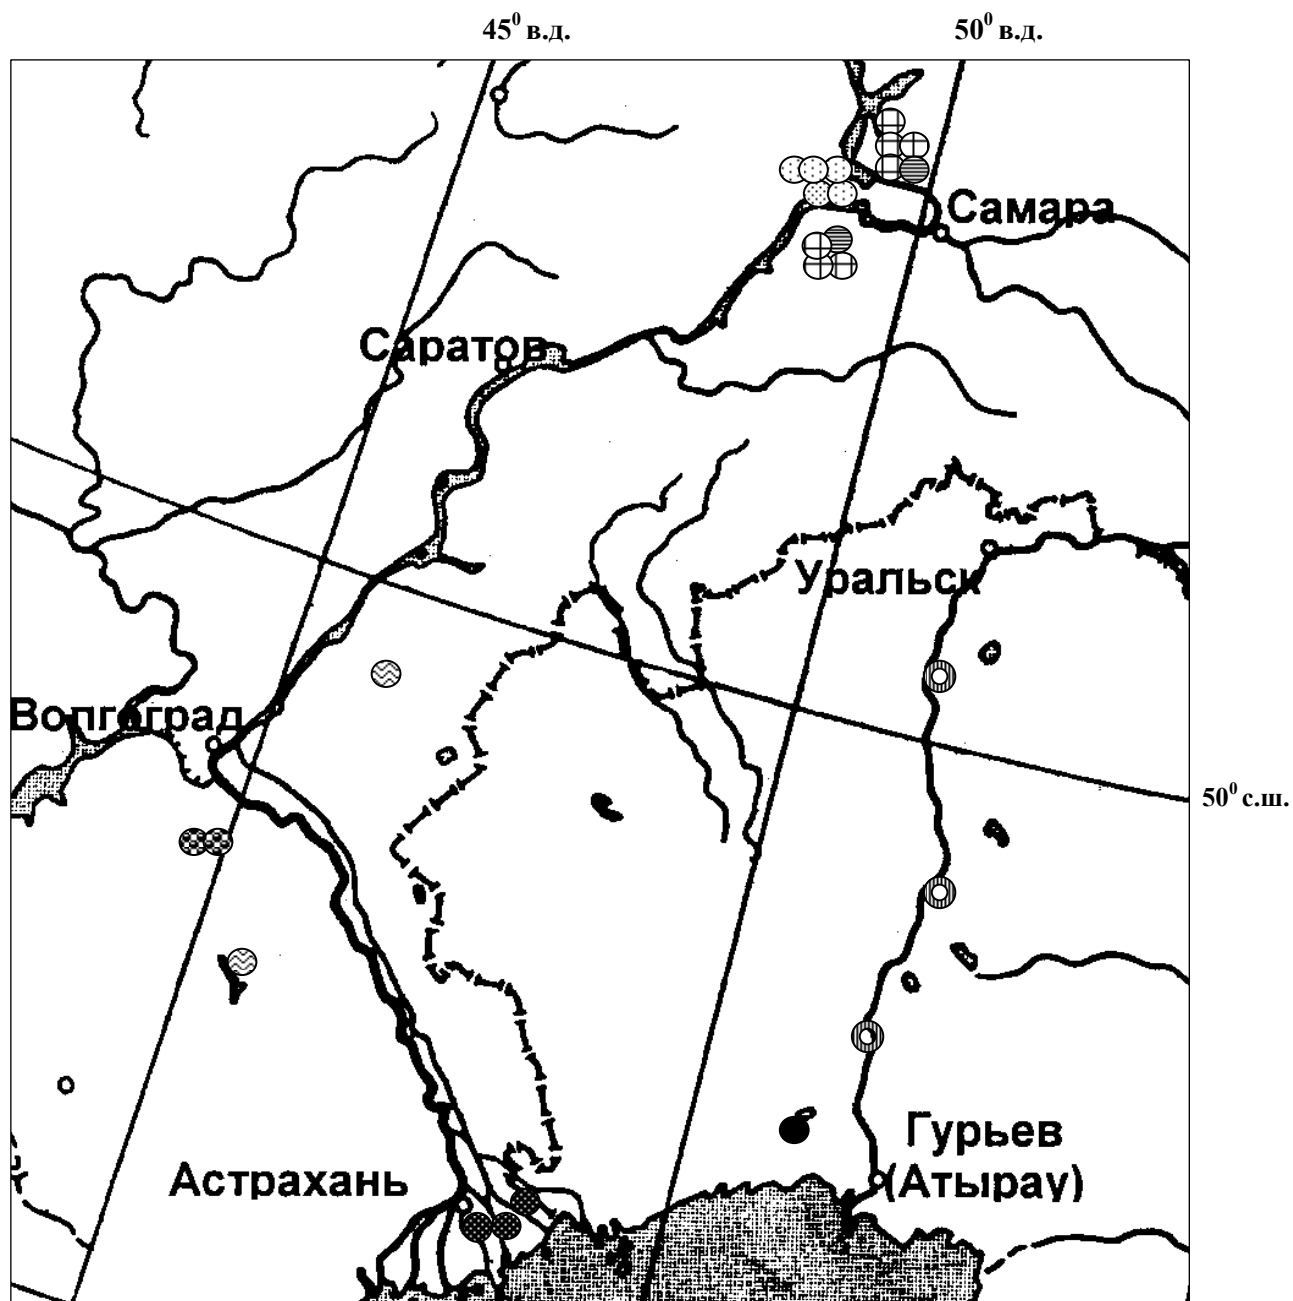 45⁰ в.д.
50⁰ в.д.
Самара
Саратов
Уральск
Волгоград
50⁰ с.ш.
Гурьев
(Атырау)
Астрахань